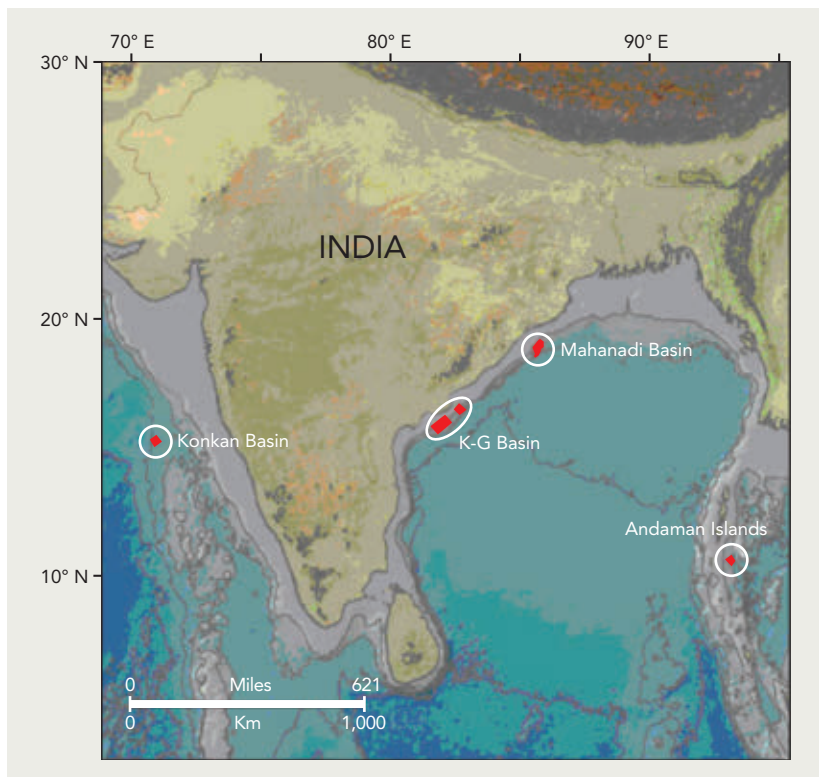 70° E 80° E 90° E
30° N
INDIA
20° N
Mahanadi Basin
Konkan Basin
K-G Basin
Andaman Islands
10° N
0 Miles 621
0 Km 1,000